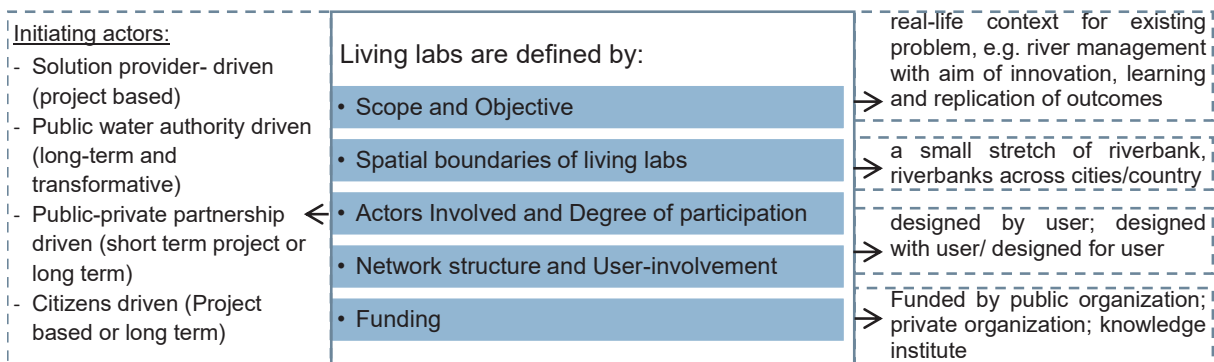 Initiating actors:
- Solution provider- driven
(project based)
- Public water authority driven
(long-term and
transformative)
- Public-private partnership
driven (short term project or
long term)
- Citizens driven (Project
based or long term)
Living labs are defined by:
• Scope and Objective
• Spatial boundaries of living labs
• Actors Involved and Degree of participation
• Network structure and User-involvement
• Funding
real-life context for existing
problem, e.g. river management
with aim of innovation, learning
and replication of outcomes
a small stretch of riverbank,
riverbanks across cities/country
designed by user; designed
with user/ designed for user
Funded by public organization;
private organization; knowledge
institute